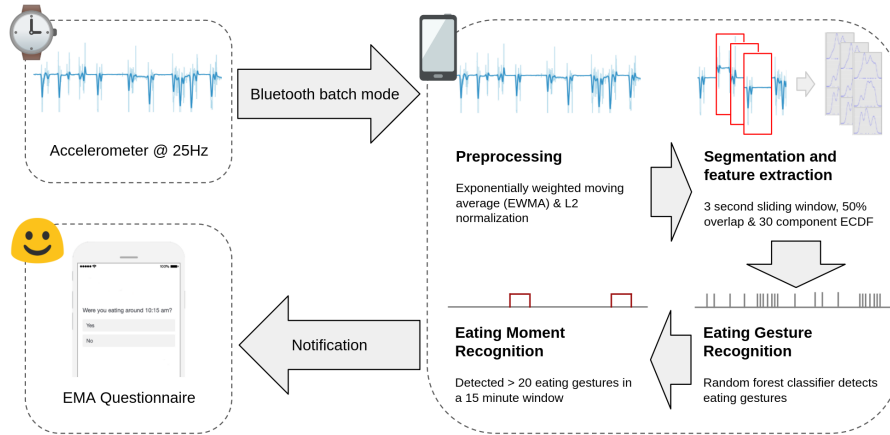 Accelerometer @ 25Hz
Bluetooth batch mode
Preprocessing
Exponentially weighted moving
average (EWMA) & L2
normalization
Segmentation and
feature extraction
3 second sliding window, 50%
overlap & 30 component ECDF
Eating Gesture
Recognition
Random forest classifier detects
eating gestures
Eating Moment
Recognition
Detected > 20 eating gestures in
a 15 minute window
Notification
100%
Were you eating around 10:15 am?
Yes
No
EMA Questionnaire